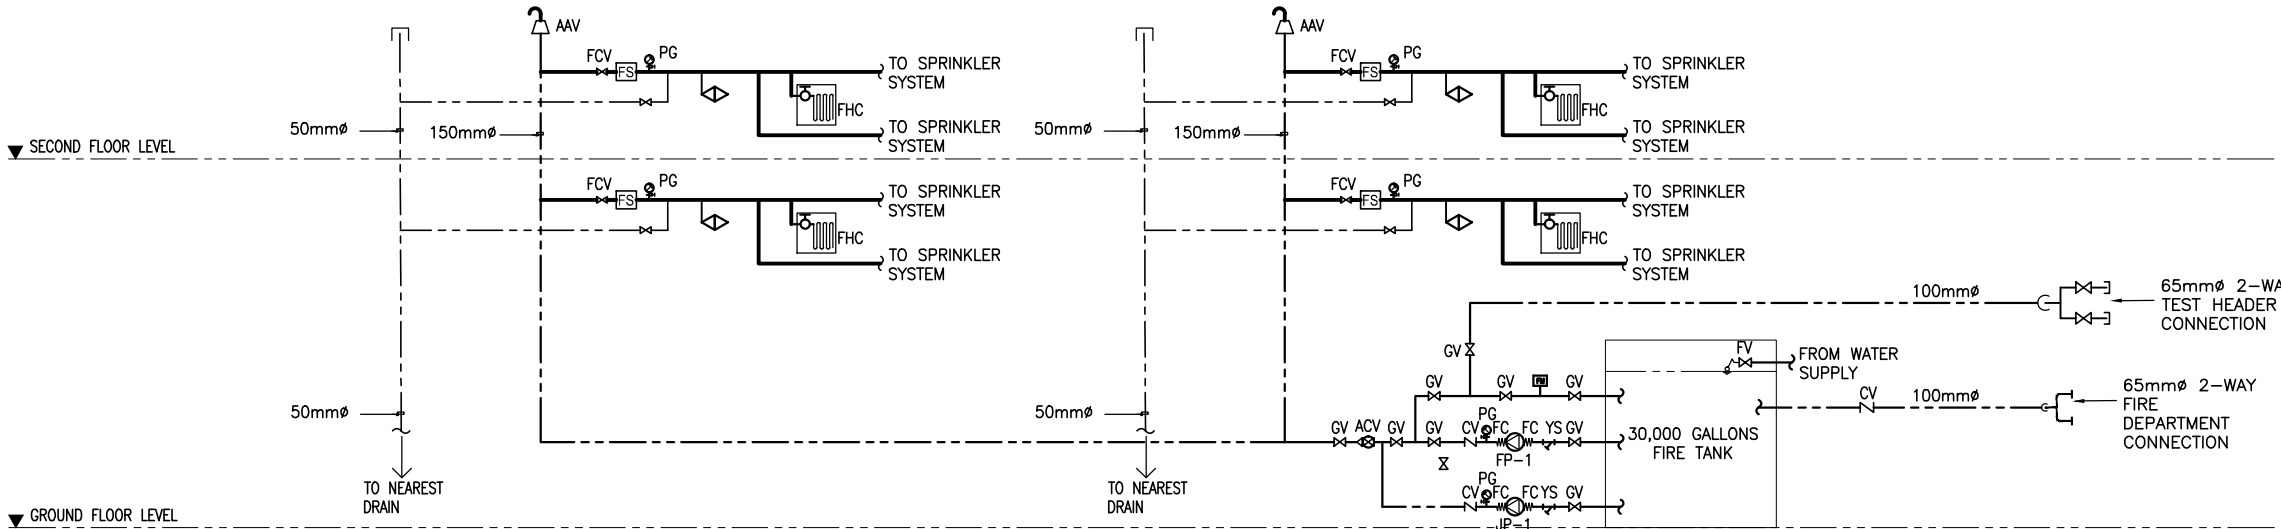 AAV
AAV
FCV
FS
PG
TO SPRINKLER
SYSTEM
FCV
FS
PG
TO SPRINKLER
SYSTEM
FHC
FHC
50mmØ
150mmØ
TO SPRINKLER
SYSTEM
50mmØ
150mmØ
TO SPRINKLER
SYSTEM
SECOND FLOOR LEVEL
FCV
FS
PG
TO SPRINKLER
SYSTEM
FCV
FS
PG
TO SPRINKLER
SYSTEM
FHC
FHC
TO SPRINKLER
SYSTEM
TO SPRINKLER
SYSTEM
100mmØ
65mmØ 2-WA
TEST HEADER
CONNECTION
GV
FV
FROM WATER
SUPPLY
GV
GV
FM
GV
50mmØ
50mmØ
CV
100mmØ
65mmØ 2-WAY
FIRE
DEPARTMENT
CONNECTION
GV
ACV
GV
GV
CV
PG
FC
FC
YS
GV
FP-1
30,000 GALLONS
FIRE TANK
TO NEAREST
DRAIN
TO NEAREST
DRAIN
CV
PG
FC
FC
YS
GV
JP-1
GROUND FLOOR LEVEL